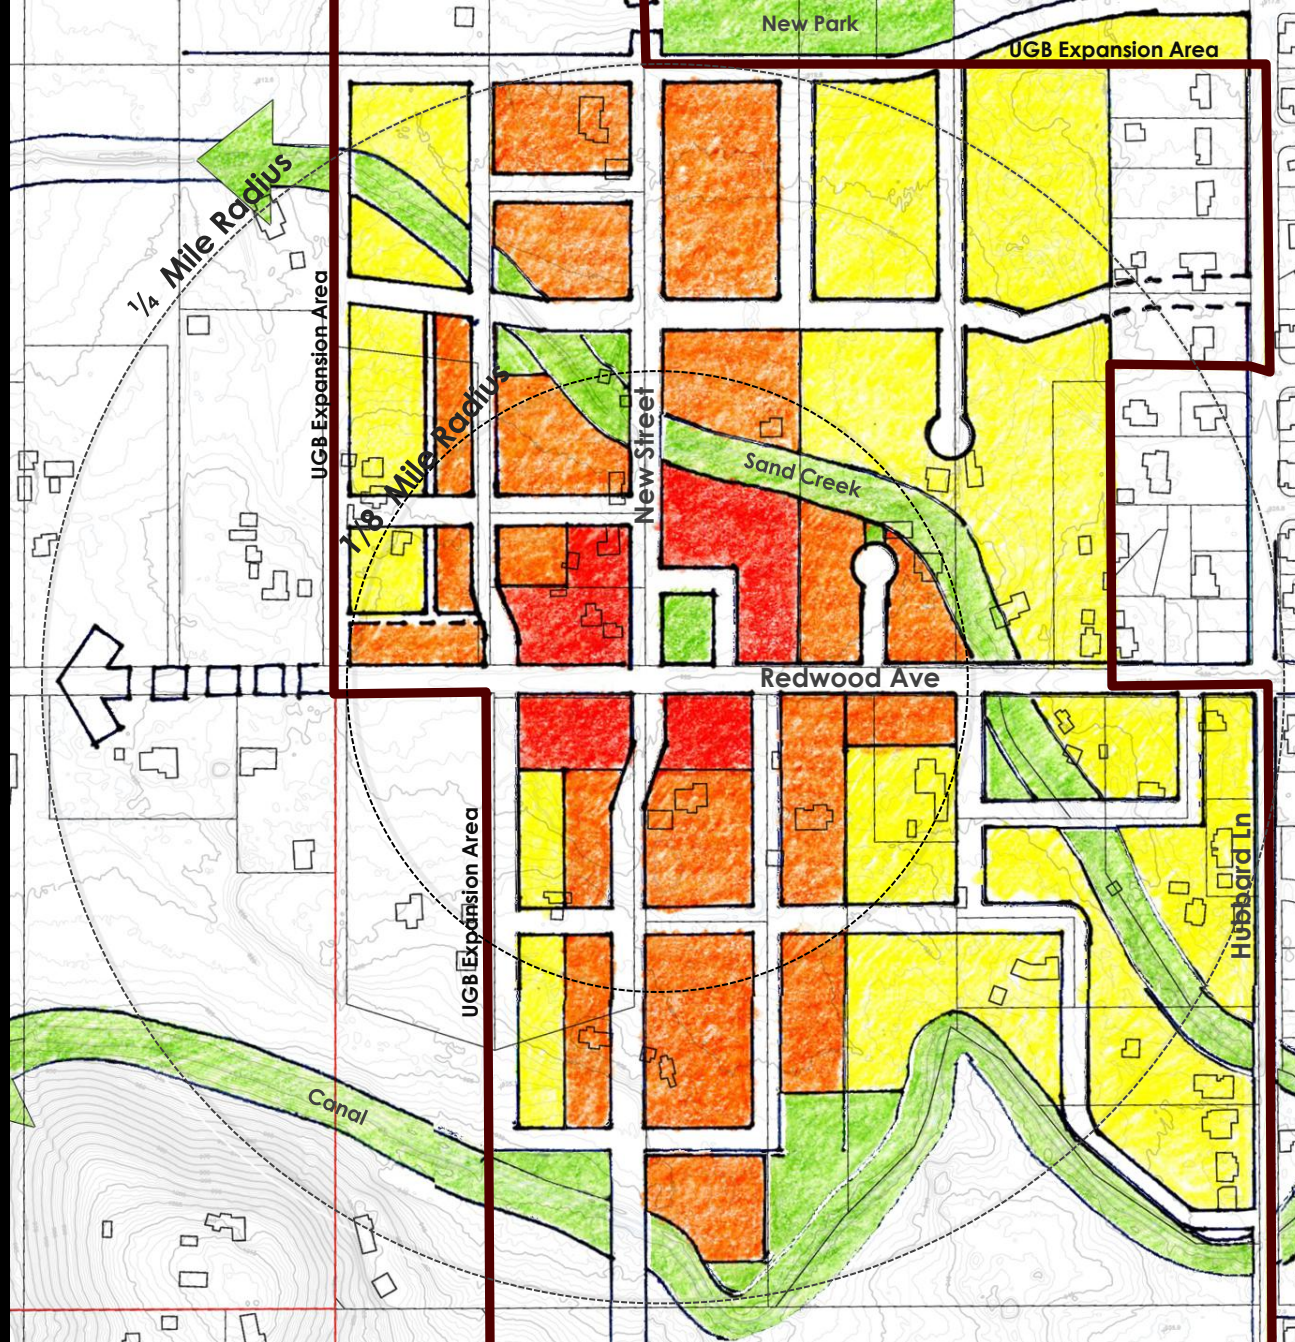 New Park
UGB Expansion Area
1/4 Mile Radius
UGB Expansion Area
1/8 Mile Radius
New Street
Sand Creek
Redwood Ave
UGB Expansion Area
Hubbard Ln
Canal